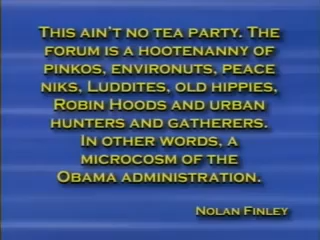 This ain't no tea party. The
forum is a hootenanny of
pinkos, environuts, peace
niks, Luddites, old hippies,
Robin Hoods and urban
hunters and gatherers.
In other words, a
microcosm of the
Obama administration.
Nolan Finley